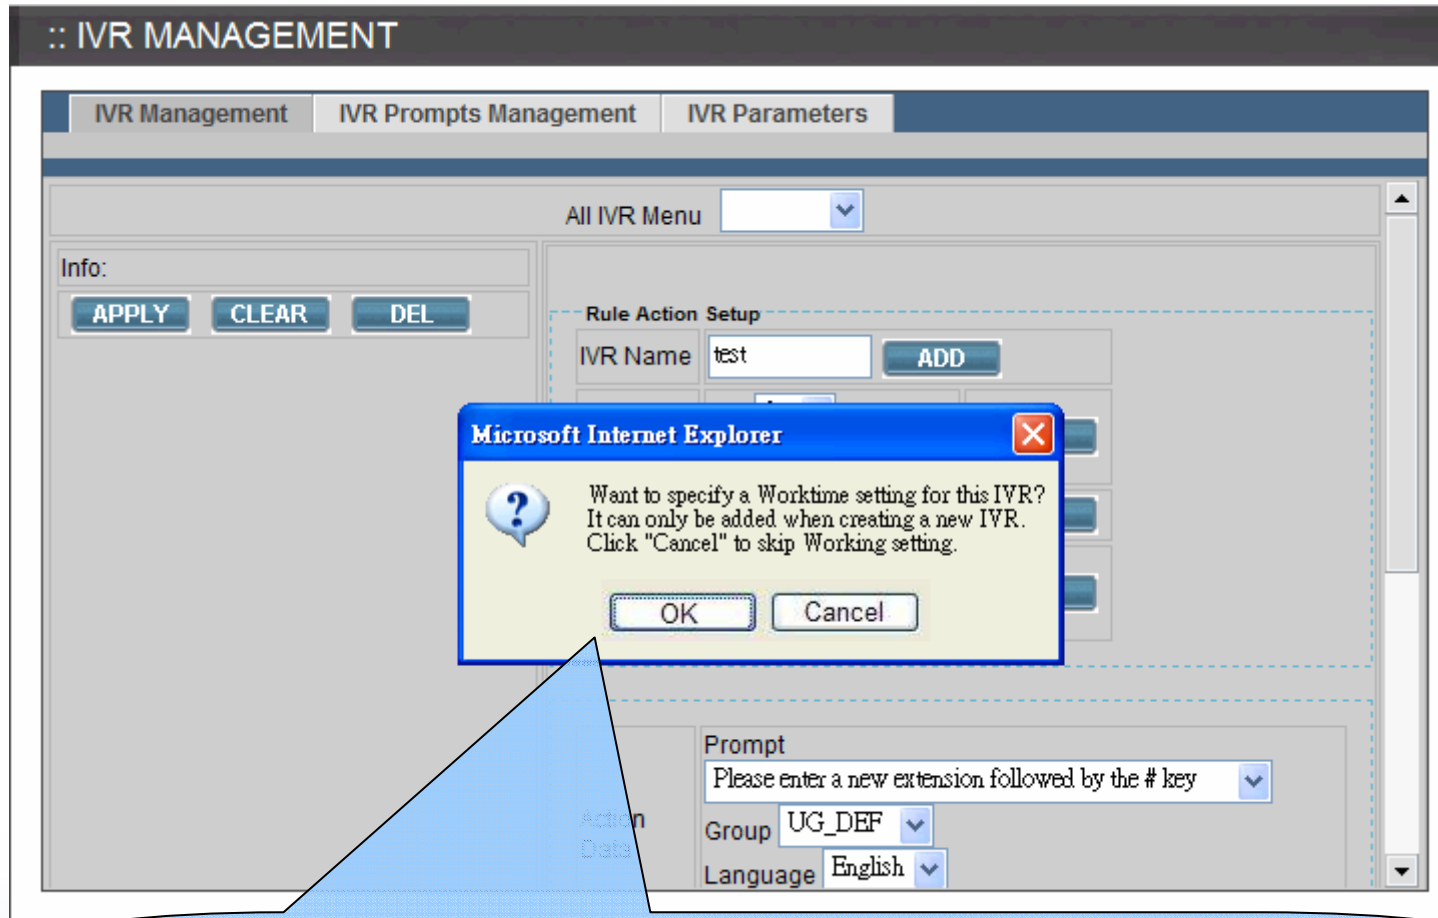 :: IVR MANAGEMENT
IVR Management
IVR Prompts Management
IVR Parameters
All IVR Menu
Info:
APPLY
CLEAR
DEL
Rule Action Setup
IVR Name
test
ADD
Microsoft Internet Explorer
Want to specify a Worktime setting for this IVR?
It can only be added when creating a new IVR.
Click "Cancel" to skip Working setting.
OK
Cancel
Prompt
Please enter a new extension followed by the # key
Action
Data
Group
UG_DEF
Language
English